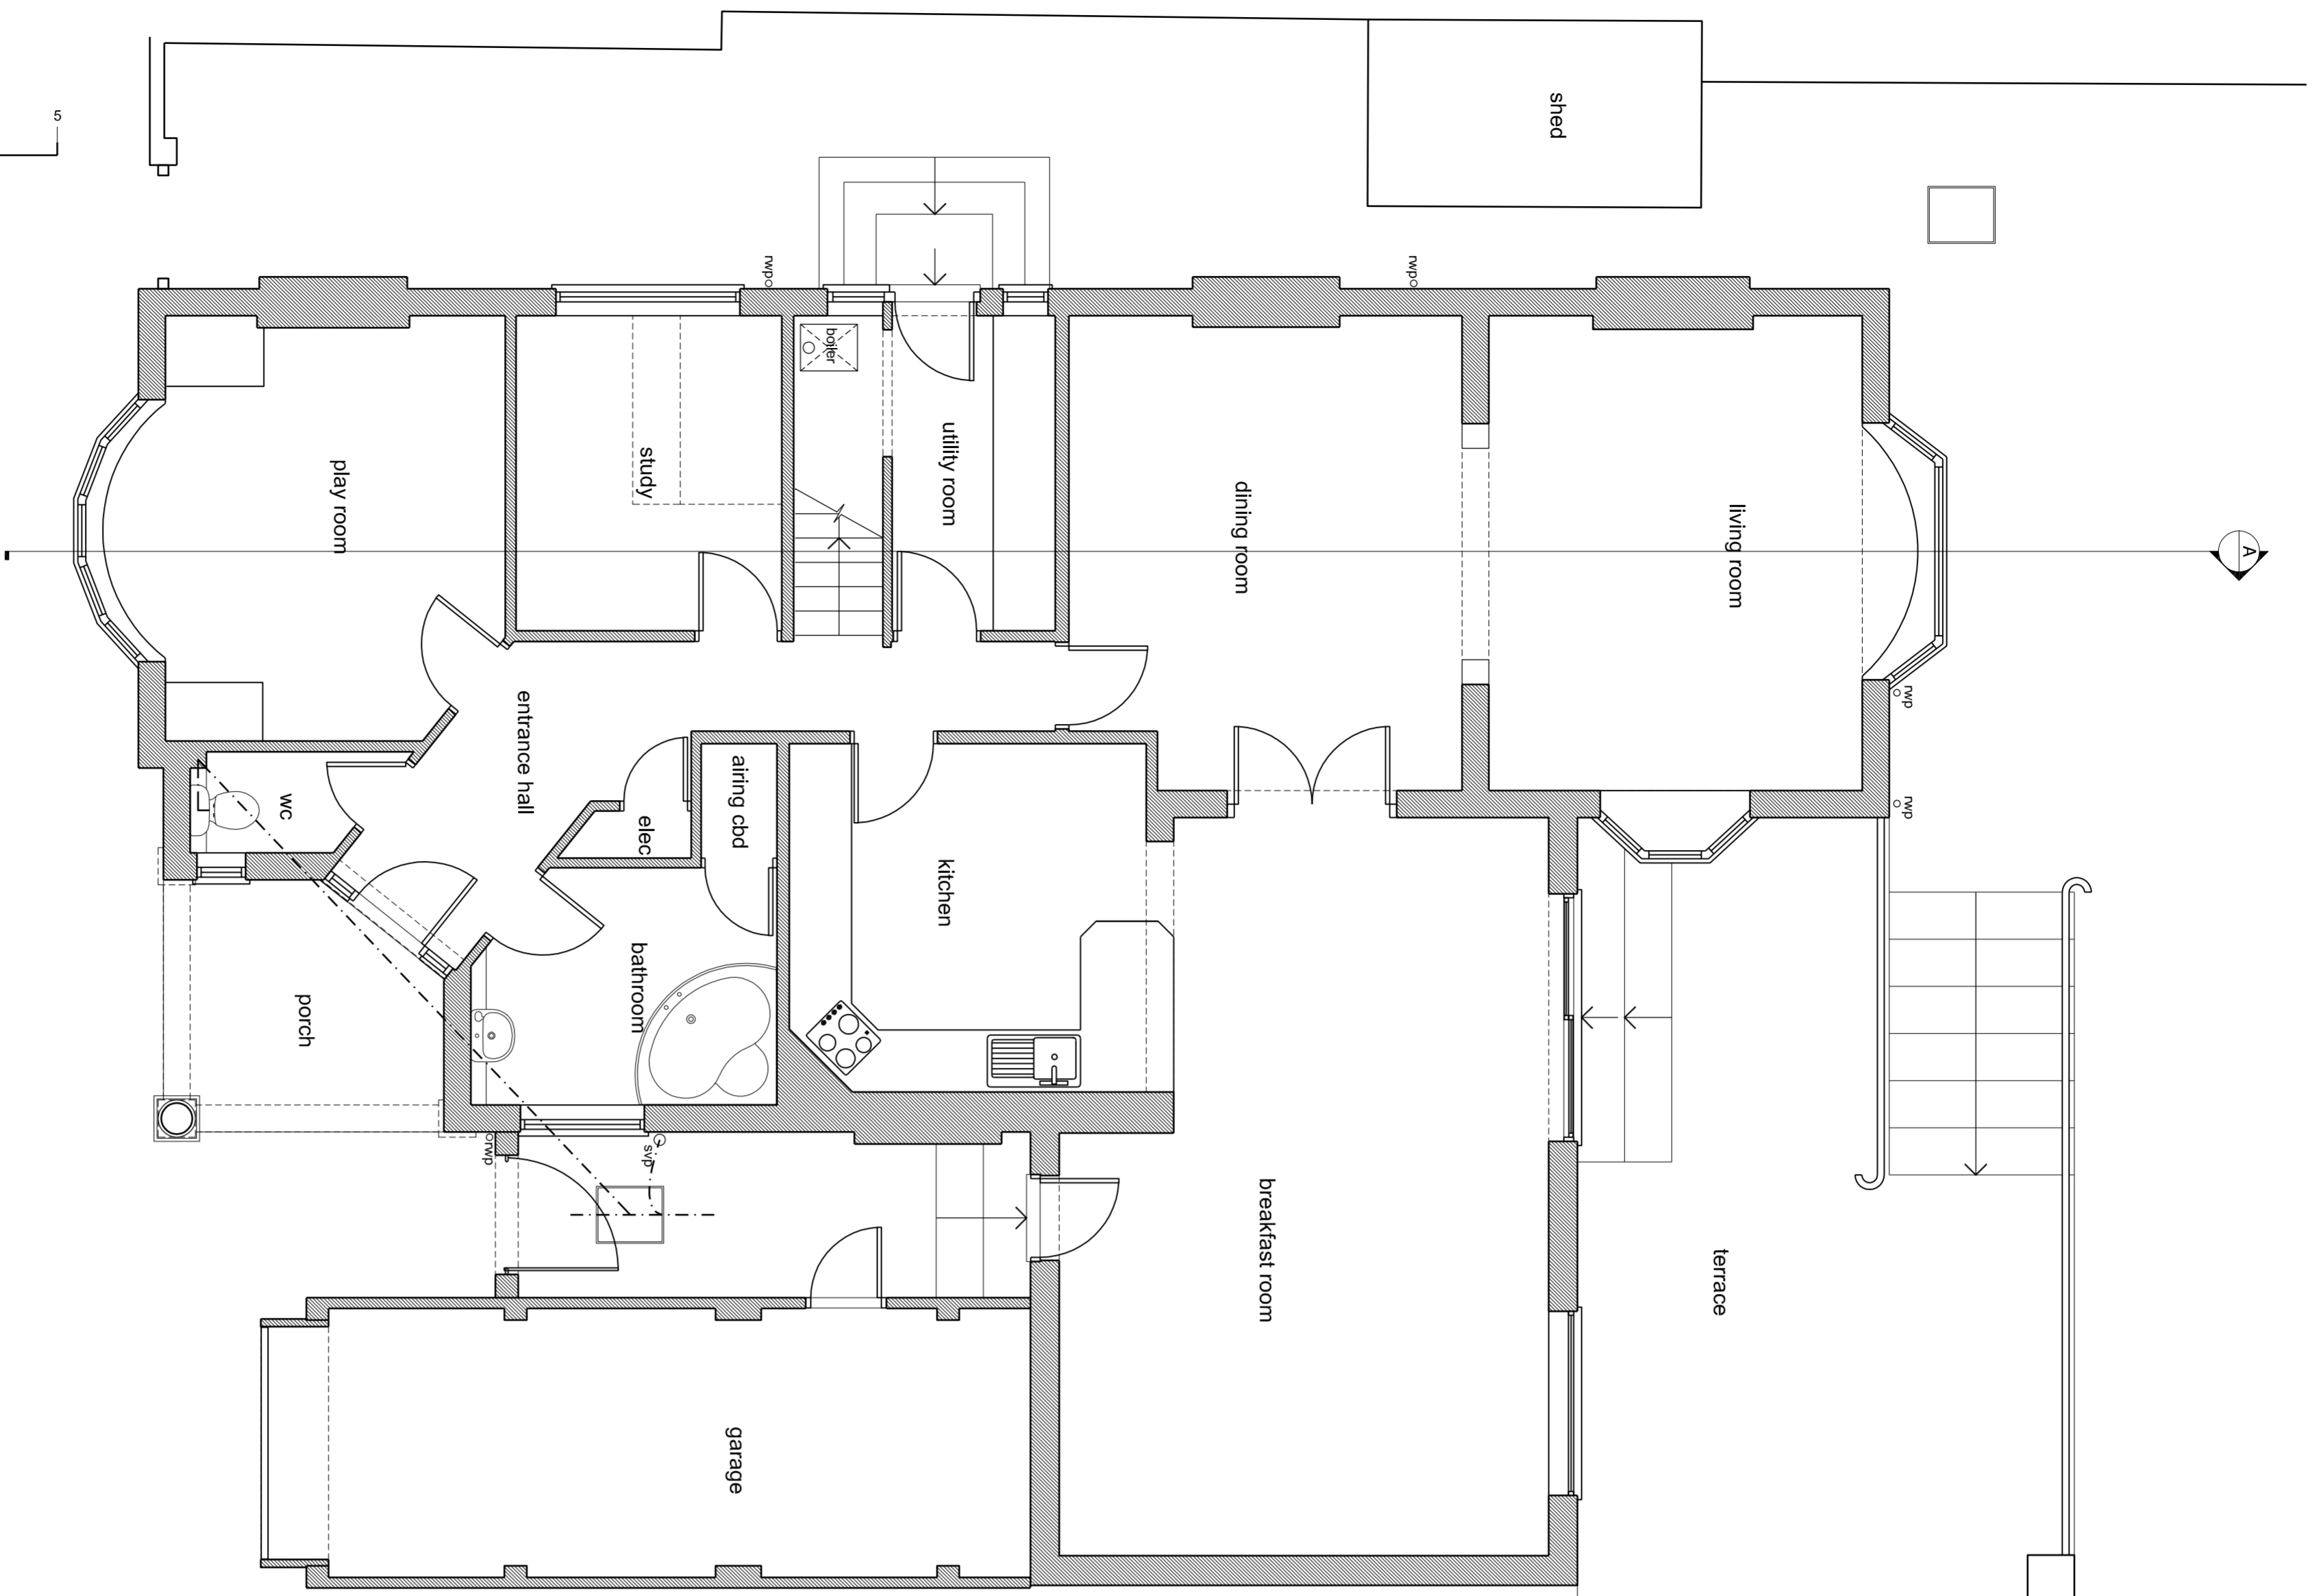 5
shed
rwp
rwp
boiler
play room
study
utility room
dining room
living room
A
rwp
entrance hall
wc
airing cbd
elec
rwp
kitchen
bathroom
porch
rwp
svp
breakfast room
terrace
garage